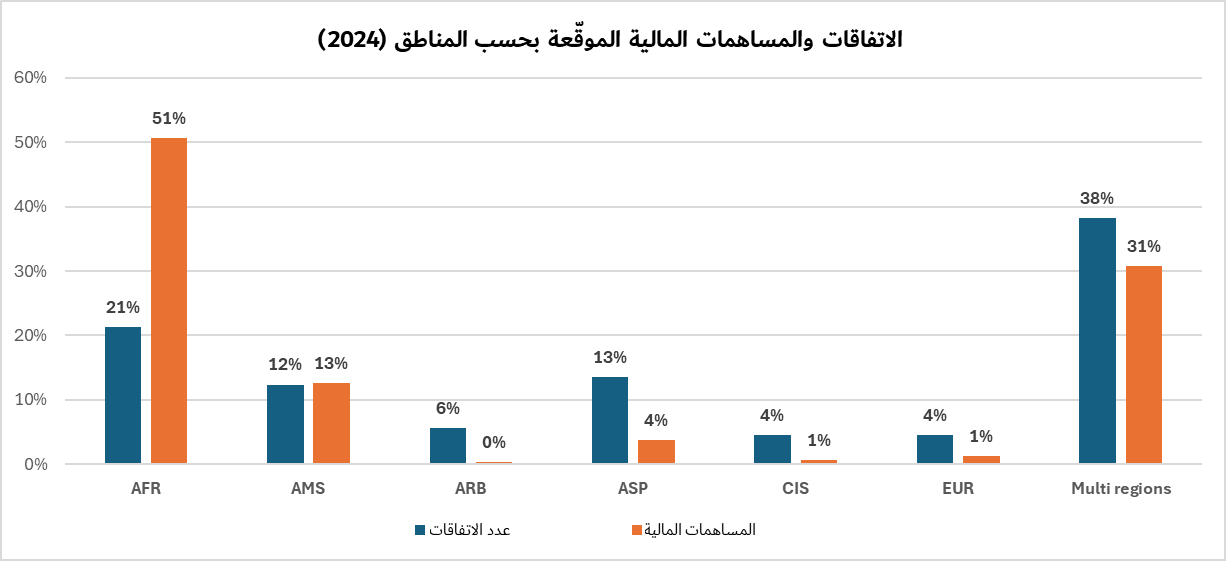 الاتفاقات والمساهمات المالية الموقّعة بحسب المناطق (2024)
60%
50%
40%
30%
20%
10%
0%
21%
51%
12%
13%
6%
0%
13%
4%
4%
1%
4%
1%
38%
31%
AFR
AMS
ARB
ASP
CIS
EUR
Multi regions
عدد الاتفاقات
المساهمات المالية